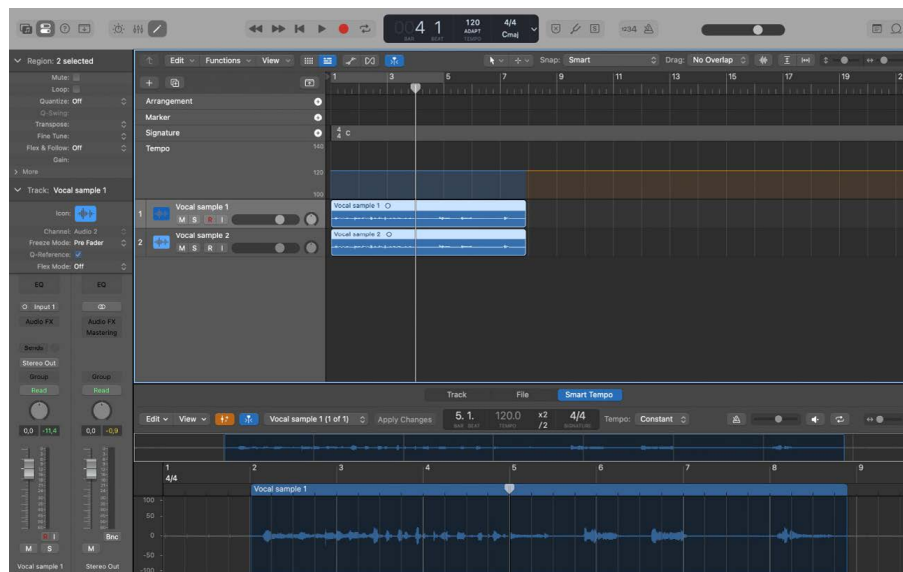 4 1
BAR BEAT
120
ADAPT
TEMPO
4/4
Cmaj
1234
Region: 2 selected
Mute:
Loop:
Quantize: Off
Q-Swing:
Transpose:
Fine Tune:
Flex & Follow: Off
Gain:
More
Track: Vocal sample 1
Icon:
Channel: Audio 2
Freeze Mode: Pre Fader
Q-Reference:
Flex Mode: Off
EQ EQ
Input 1
Audio FX Audio FX
Mastering
Sends
Stereo Out
Group Group
Read Read
0,0 -11,4 0,0 -0,9
R I Bnc
M S M
Vocal sample 1 Stereo Out
Edit Functions View Snap: Smart Drag: No Overlap
1 3 5 7 9 11 13 15 17 19
Arrangement
Marker
Signature 4/4 C
Tempo 140
120
100
1 Vocal sample 1
M S R I
2 Vocal sample 2
M S R I
Vocal sample 1
Vocal sample 2
Track File Smart Tempo
Edit View Vocal sample 1 (1 of 1) Apply Changes 5. 1. 120.0 x2 /2 4/4 Tempo: Constant
BAR BEAT TEMPO SIGNATURE
1 2 3 4 5 6 7 8 9
4/4
Vocal sample 1
100
50
0
-50
-100